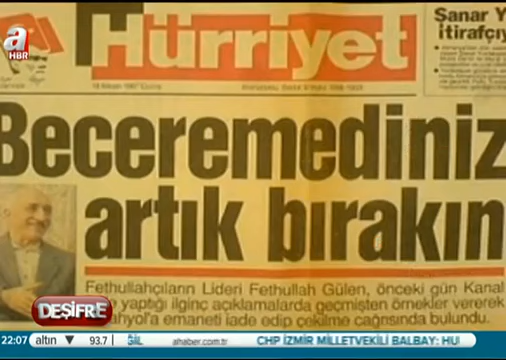 a
HBR
Hürriyet
Şanar Y
itirafçıy
Beceremediniz
artık bırakın
Fethullahçıların Lideri Fethullah Gülen, önceki gün Kanal
yaptığı ilginç açıklamalarda geçmişten örnekler vererek
ahyol'a emaneti iade edip çekilme çağrısında bulundu.
DEŞİFRE
22:07 altın 93.7 ĞİL ahaber.com.tr CHP İZMİR MİLLETVEKİLİ BALBAY: HU